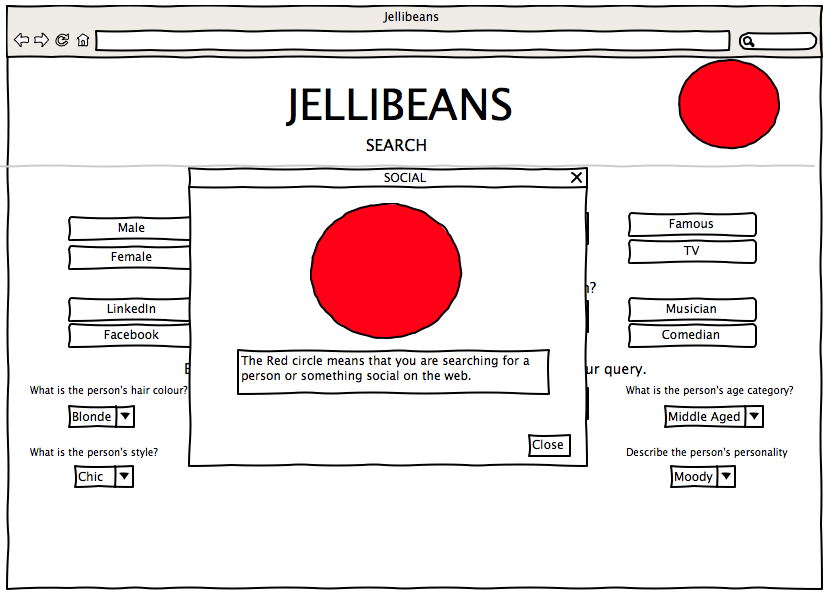 Jellibeans
JELLIBEANS
SEARCH
SOCIAL
Male
Famous
Female
TV
LinkedIn
Musician
Facebook
Comedian
The Red circle means that you are searching for a
person or something social on the web.
query.
What is the person's hair colour?
What is the person's age category?
Blonde
Middle Aged
Close
What is the person's style?
Describe the person's personality
Chic
Moody